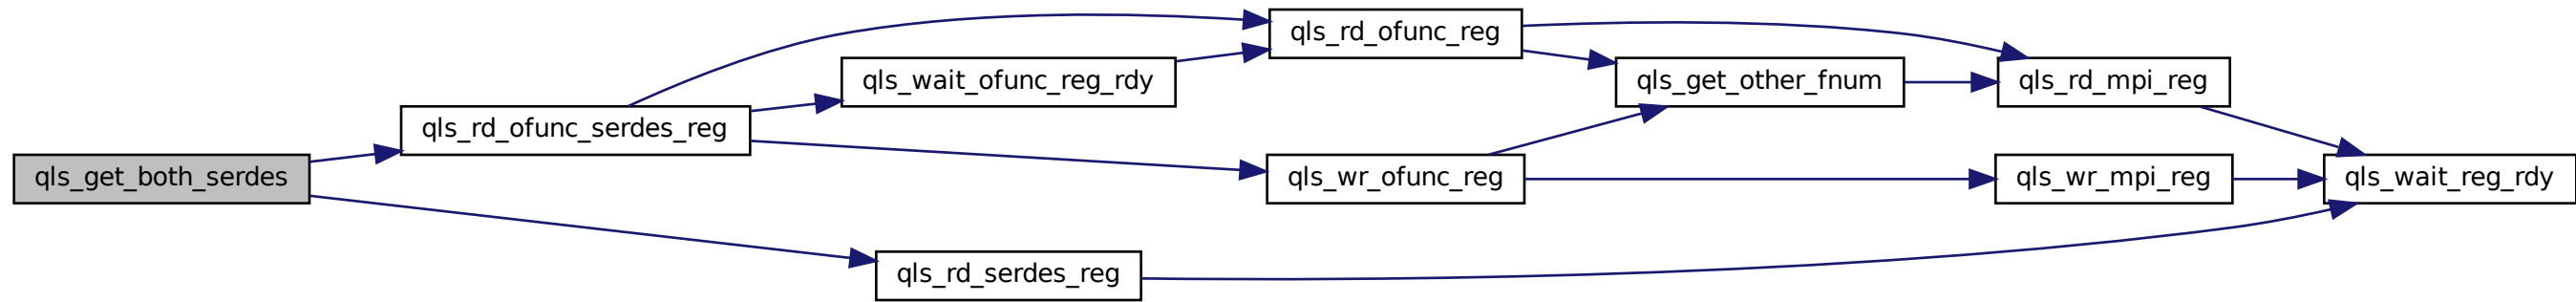 qls_get_both_serdes
qls_rd_ofunc_serdes_reg
qls_rd_serdes_reg
qls_wait_ofunc_reg_rdy
qls_rd_ofunc_reg
qls_wr_ofunc_reg
qls_get_other_fnum
qls_rd_mpi_reg
qls_wr_mpi_reg
qls_wait_reg_rdy